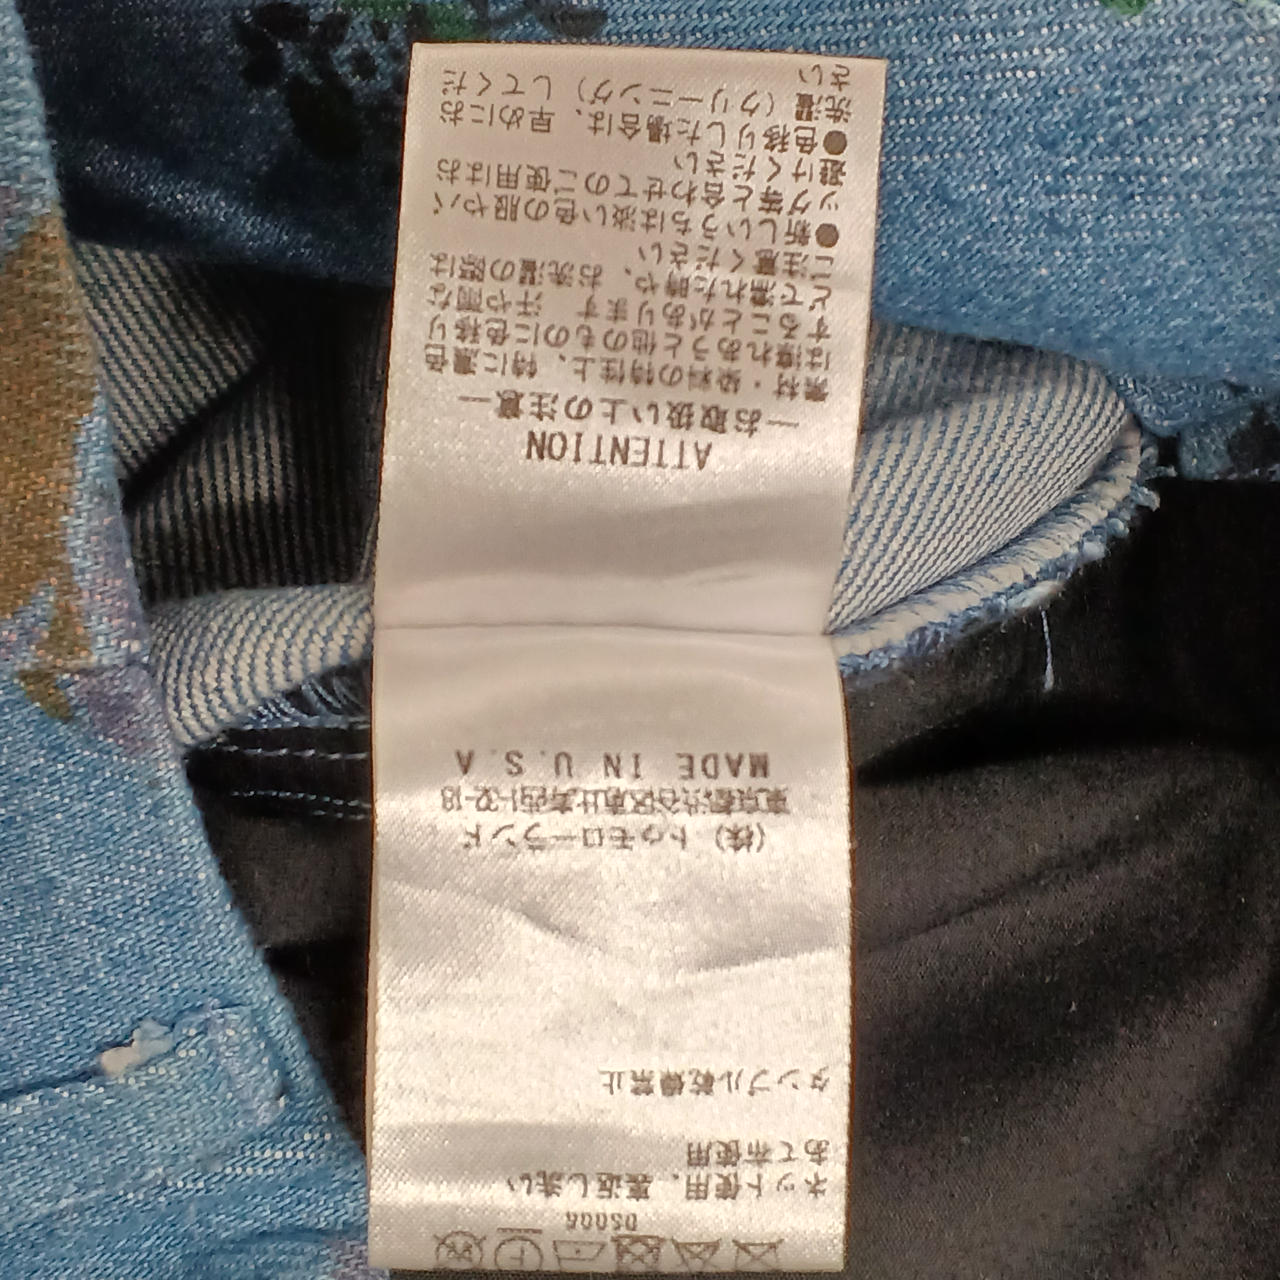 DS006
ネット使用、裏返し洗い
あて布使用
タンブル乾燥禁止
(株)トゥモローランド
東京都渋谷区恵比寿西1-32-18
MADE IN U.S.A
ATTENTION
―お取扱い上の注意―
素材・染料の特性上、特に濃色
は濡れあうと他のものに色移り
することがあります 汗や雨な
どで濡れた時や、お洗濯の際は
ご注意ください
●新しいうちは淡い色の服やバ
ッグ等と合わせてのご使用はお
避けください
●色移りした場合は、早めにお
洗濯(クリーニング)してくだ
さい